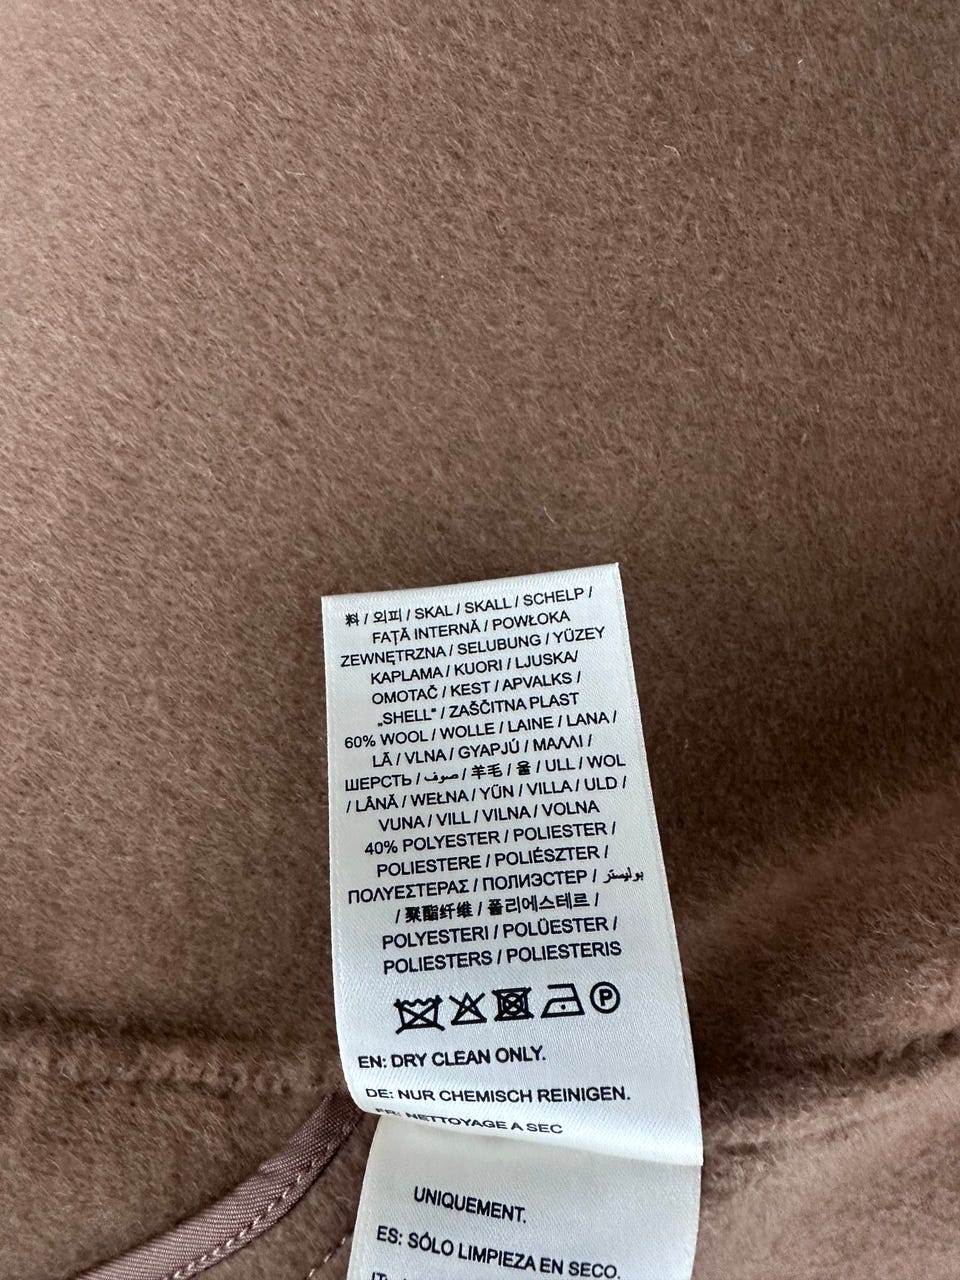 料 / 외피 / SKAL / SKALL / SCHELP /
FAȚĂ INTERNĂ / POWŁOKA
ZEWNĘTRZNA / SELUBUNG / YÜZEY
KAPLAMA / KUORI / LJUSKA/
OMOTAČ / KEST / APVALKS /
„SHELL“ / ZAŠČITNA PLAST
60% WOOL / WOLLE / LAINE / LANA /
LÃ / VLNA / GYAPJÚ / ΜΑΛΛΙ /
ШЕРСТЬ / صوف / 羊毛 / 울 / ULL / WOL
/ LÂNĂ / WEŁNA / YÜN / VILLA / ULD /
VUNA / VILL / VILNA / VOLNA
40% POLYESTER / POLIESTER /
POLIESTERE / POLIÉSZTER /
ΠΟΛΥΕΣΤΕΡΑΣ / ПОЛИЭСТЕР / بوليستر
/ 聚酯纤维 / 폴리에스테르 /
POLYESTERI / POLÜESTER /
POLIESTERS / POLIESTERIS
EN: DRY CLEAN ONLY.
DE: NUR CHEMISCH REINIGEN.
FR: NETTOYAGE A SEC
UNIQUEMENT.
ES: SÓLO LIMPIEZA EN SECO.
IT: